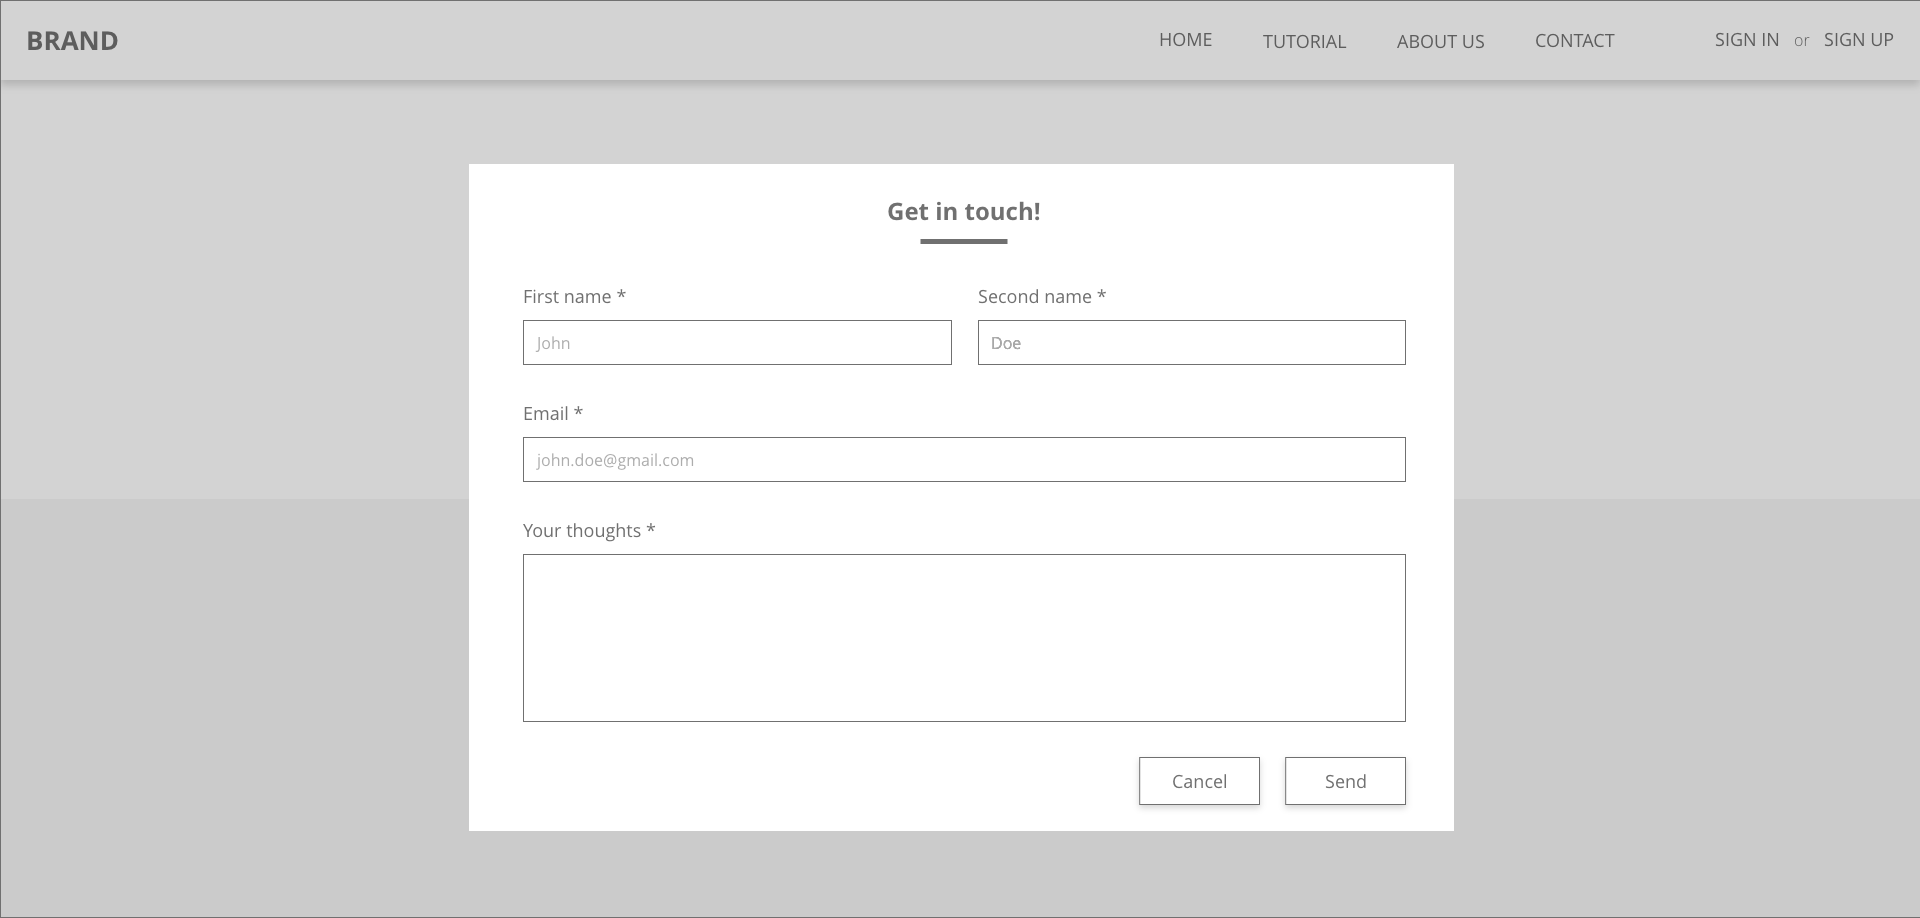 BRAND HOME TUTORIAL ABOUT US CONTACT SIGN IN or SIGN UP
Get in touch!
First name * Second name *
John Doe
Email *
john.doe@gmail.com
Your thoughts *
Cancel Send